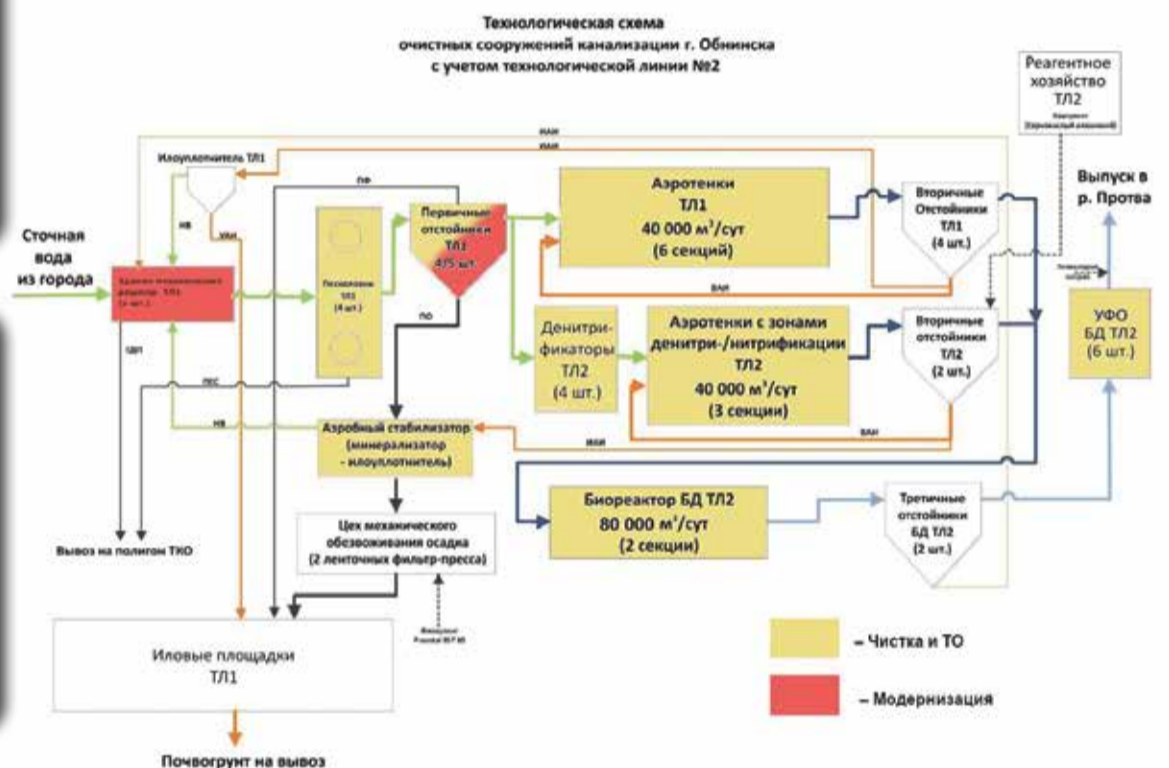 Технологическая схема
очистных сооружений канализации г. Обнинска
с учетом технологической линии №2
Реагентное
хозяйство
ТЛ2
Илоуплотнитель ТЛ1
ИАИ
ИАИ
ПФ
НВ
УАИ
Сточная
вода
из города
ТЛ1
Песколовки
ТЛ1
(4 шт.)
Первичные
отстойники
ТЛ1
4/5 шт.
Аэротенки
ТЛ1
40 000 м³/сут
(6 секций)
ВАИ
Вторичные
Отстойники
ТЛ1
(4 шт.)
Выпуск в
р. Протва
Денитри-
фикаторы
ТЛ2
(4 шт.)
Аэротенки с зонами
денитри-/нитрификации
ТЛ2
40 000 м³/сут
(3 секции)
ВАИ
Вторичные
отстойники
ТЛ2
(2 шт.)
УФО
БД ТЛ2
(6 шт.)
ПО
ПЕС
НВ
ИАИ
Аэробный стабилизатор
(минерализатор
- илоуплотнитель)
Биореактор БД ТЛ2
80 000 м³/сут
(2 секции)
Третичные
отстойники
БД ТЛ2
(2 шт.)
Цех механического
обезвоживания осадка
(2 ленточных фильтр-пресса)
Вывоз на полигон ТКО
Иловые площадки
ТЛ1
Почвогрунт на вывоз
– Чистка и ТО
– Модернизация